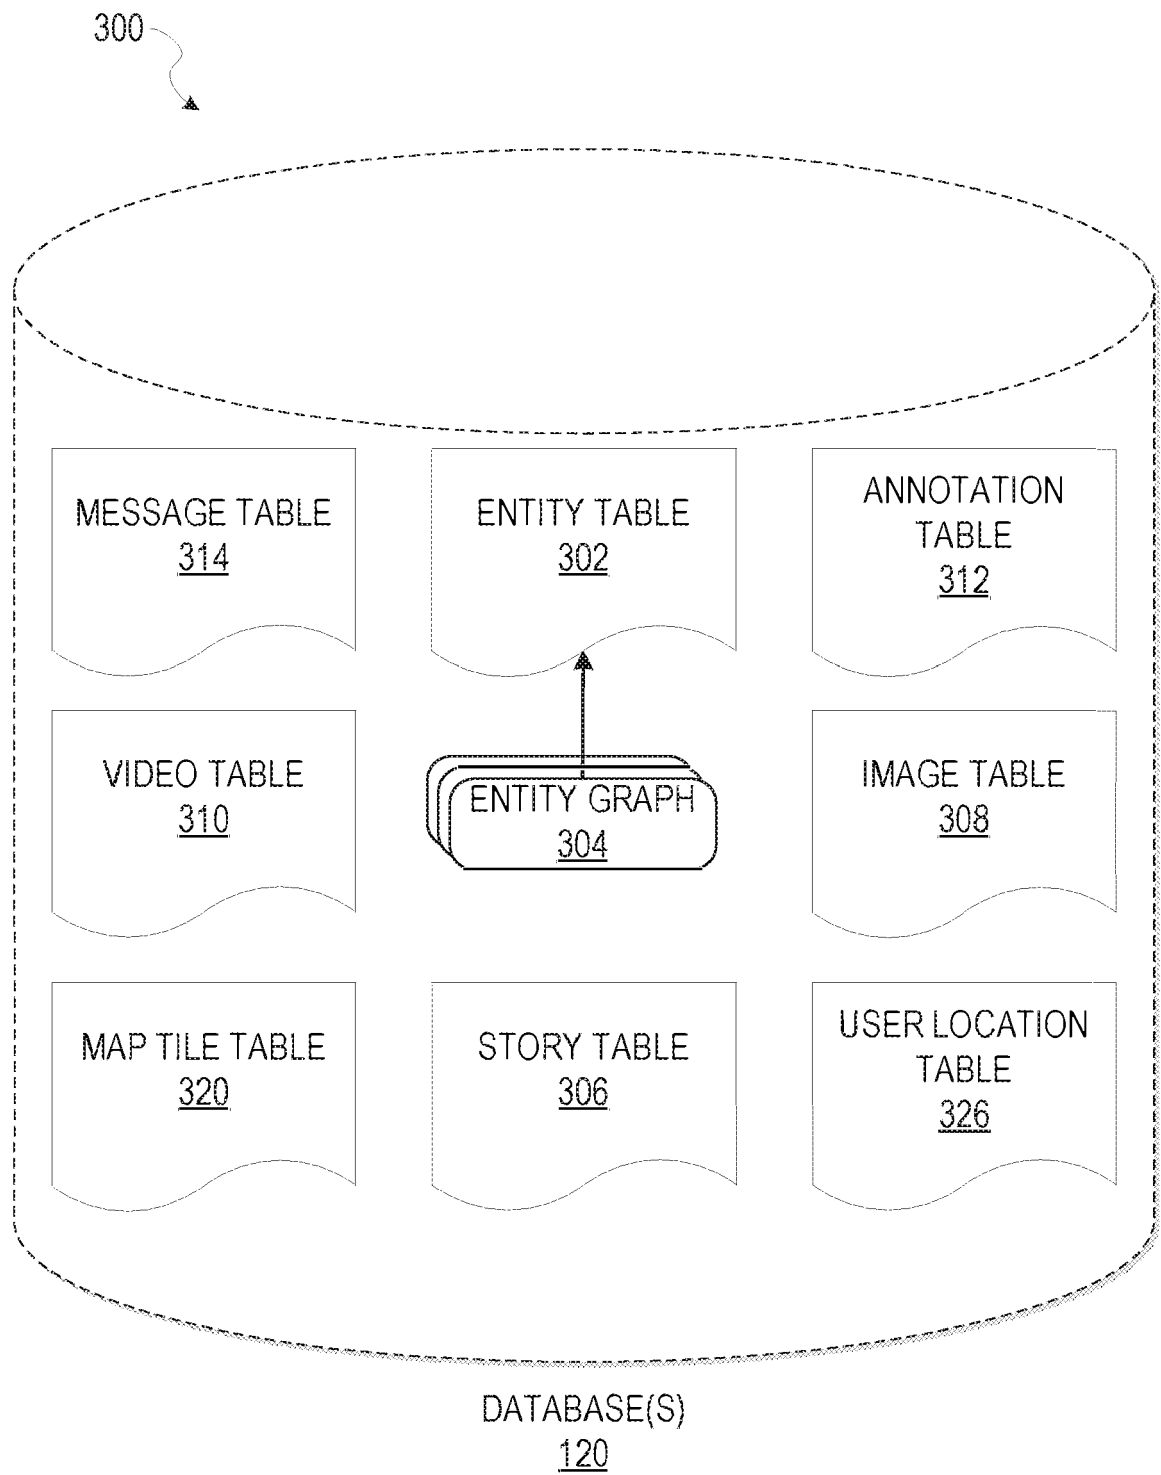 300
MESSAGE TABLE
314
ENTITY TABLE
302
ANNOTATION
TABLE
312
VIDEO TABLE
310
ENTITY GRAPH
304
IMAGE TABLE
308
MAP TILE TABLE
320
STORY TABLE
306
USER LOCATION
TABLE
326
DATABASE(S)
120